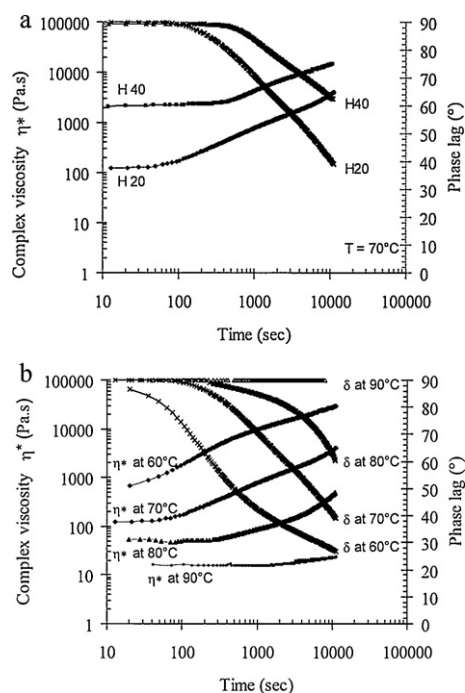 a
100000
10000
1000
100
10
1
Complex viscosity η* (Pa.s)
H 40
H 20
H40
H20
T = 70°C
90
80
70
60
50
40
30
20
10
0
Phase lag (°)
10 100 1000 10000 100000
Time (sec)
b
100000
10000
1000
100
10
1
Complex viscosity η* (Pa.s)
η* at 60°C
η* at 70°C
η* at 80°C
η* at 90°C
δ at 90°C
δ at 80°C
δ at 70°C
δ at 60°C
90
80
70
60
50
40
30
20
10
0
Phase lag (°)
10 100 1000 10000 100000
Time (sec)